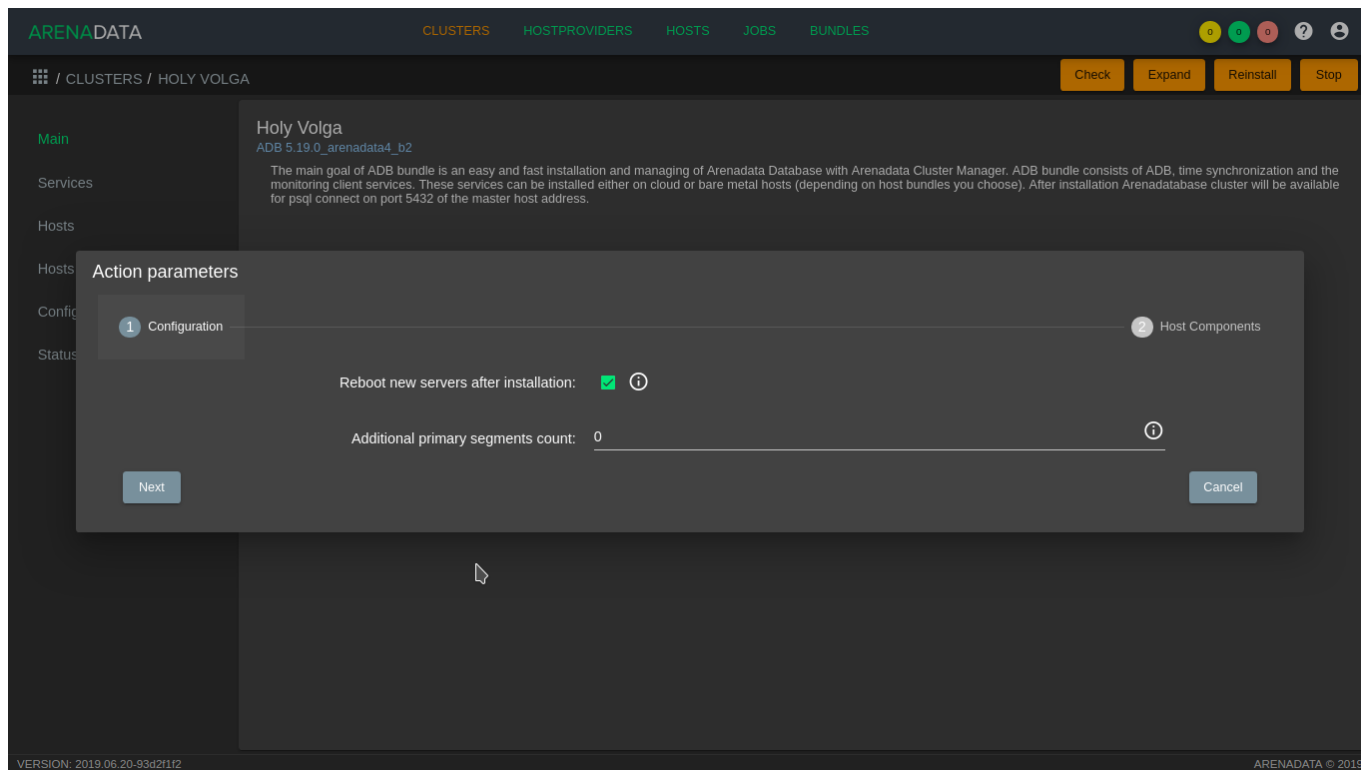 ARENADATA
CLUSTERS HOSTPROVIDERS HOSTS JOBS BUNDLES
0 0 0
/ CLUSTERS / HOLY VOLGA
Check Expand Reinstall Stop
Main
Services
Hosts
Hosts
Config
Status
Holy Volga
ADB 5.19.0_arenadata4_b2
The main goal of ADB bundle is an easy and fast installation and managing of Arenadata Database with Arenadata Cluster Manager. ADB bundle consists of ADB, time synchronization and the
monitoring client services. These services can be installed either on cloud or bare metal hosts (depending on host bundles you choose). After installation Arenadatabase cluster will be available
for psql connect on port 5432 of the master host address.
Action parameters
1 Configuration
2 Host Components
Reboot new servers after installation:
Additional primary segments count: 0
Next
Cancel
VERSION: 2019.06.20-93d2f1f2
ARENADATA © 2019